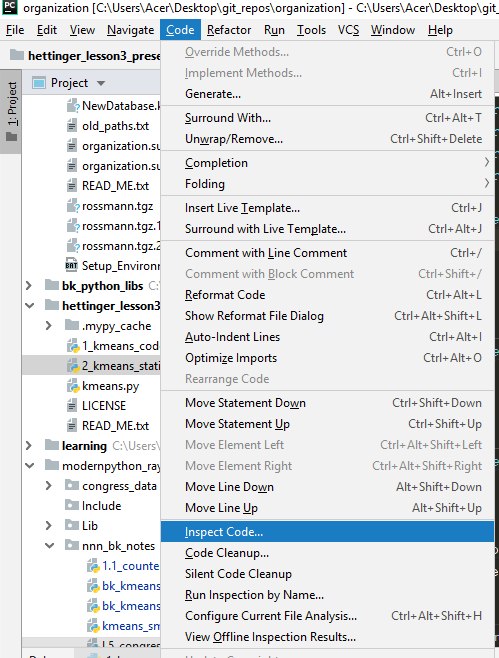 PC organization [C:\Users\Acer\Desktop\git_repos\organization] - C:\Users\Acer\Desktop\git_
File Edit View Navigate Code Refactor Run Tools VCS Window Help
hettinger_lesson3_prese
1: Project
Project
NewDatabase.k
old_paths.txt
organization.su
organization.su
READ_ME.txt
rossmann.tgz
rossmann.tgz.1
rossmann.tgz.2
BAT Setup_Environ
bk_python_libs C:
hettinger_lesson3
.mypy_cache
1_kmeans_cod
2_kmeans_stati
kmeans.py
LICENSE
READ_ME.txt
learning C:\Users\
modernpython_ray
congress_data
Include
Lib
nnn_bk_notes
1.1_counte
bk_kmeans
bk_kmeans
kmeans_sm
L5_congres
Override Methods... Ctrl+O
Implement Methods... Ctrl+I
Generate... Alt+Insert
Surround With... Ctrl+Alt+T
Unwrap/Remove... Ctrl+Shift+Delete
Completion
Folding
Insert Live Template... Ctrl+J
Surround with Live Template... Ctrl+Alt+J
Comment with Line Comment Ctrl+/
Comment with Block Comment Ctrl+Shift+/
Reformat Code Ctrl+Alt+L
Show Reformat File Dialog Ctrl+Alt+Shift+L
Auto-Indent Lines Ctrl+Alt+I
Optimize Imports Ctrl+Alt+O
Rearrange Code
Move Statement Down Ctrl+Shift+Down
Move Statement Up Ctrl+Shift+Up
Move Element Left Ctrl+Alt+Shift+Left
Move Element Right Ctrl+Alt+Shift+Right
Move Line Down Alt+Shift+Down
Move Line Up Alt+Shift+Up
Inspect Code...
Code Cleanup...
Silent Code Cleanup
Run Inspection by Name...
Configure Current File Analysis... Ctrl+Alt+Shift+H
View Offline Inspection Results...